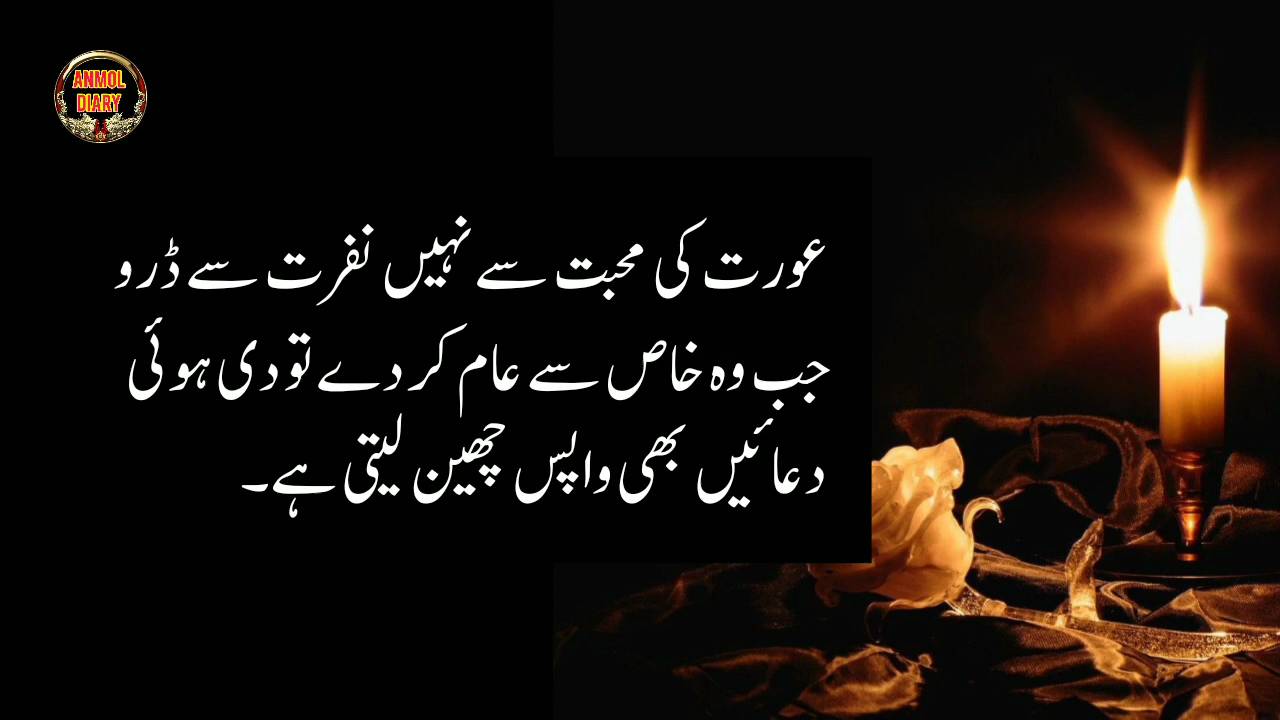 ANMOL
DIARY
عورت کی محبت سے نہیں نفرت سے ڈرو
جب وہ خاص سے عام کر دے تو دی ہوئی
دعائیں بھی واپس چھین لیتی ہے۔